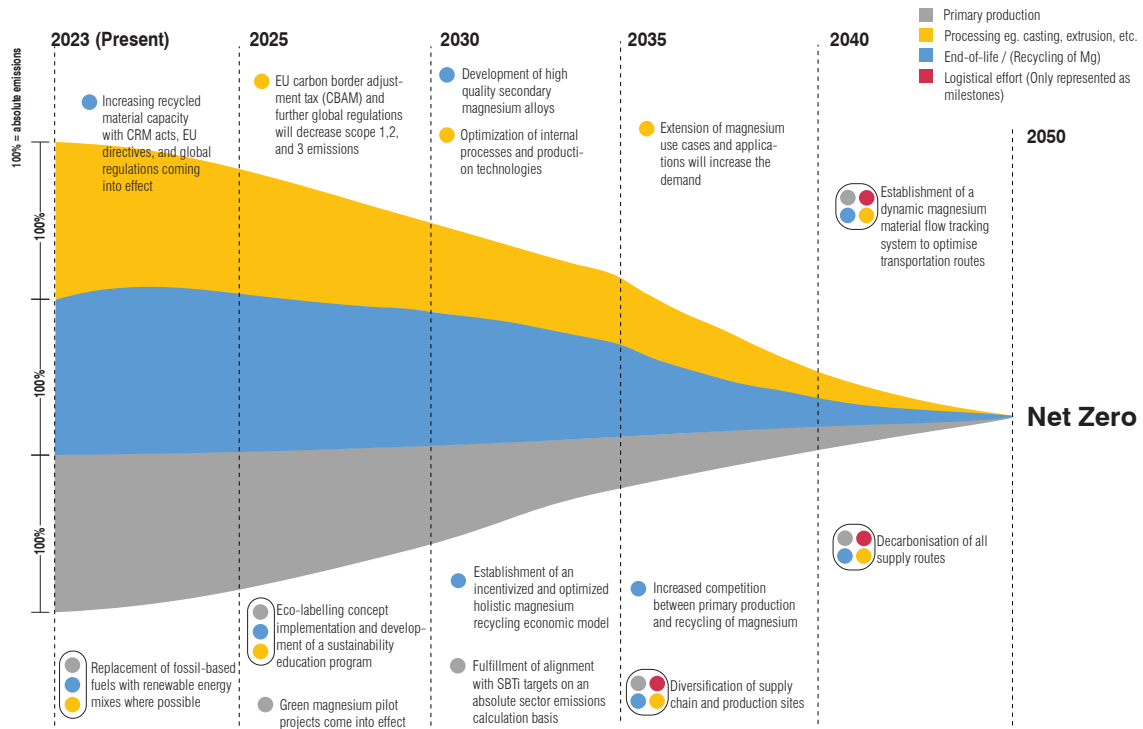 Primary production
Processing eg. casting, extrusion, etc.
End-of-life / (Recycling of Mg)
Logistical effort (Only represented as
milestones)
2023 (Present)
2025
2030
2035
2040
2050
100% = absolute emissions
100%
100%
100%
Increasing recycled
material capacity
with CRM acts, EU
directives, and global
regulations coming
into effect
EU carbon border adjust-
ment tax (CBAM) and
further global regulations
will decrease scope 1,2,
and 3 emissions
Development of high
quality secondary
magnesium alloys
Optimization of internal
processes and producti-
on technologies
Extension of magnesium
use cases and applica-
tions will increase the
demand
Establishment of a
dynamic magnesium
material flow tracking
system to optimise
transportation routes
Net Zero
Replacement of fossil-based
fuels with renewable energy
mixes where possible
Eco-labelling concept
implementation and develop-
ment of a sustainability
education program
Green magnesium pilot
projects come into effect
Establishment of an
incentivized and optimized
holistic magnesium
recycling economic model
Fulfillment of alignment
with SBTi targets on an
absolute sector emissions
calculation basis
Increased competition
between primary production
and recycling of magnesium
Diversification of supply
chain and production sites
Decarbonisation of all
supply routes